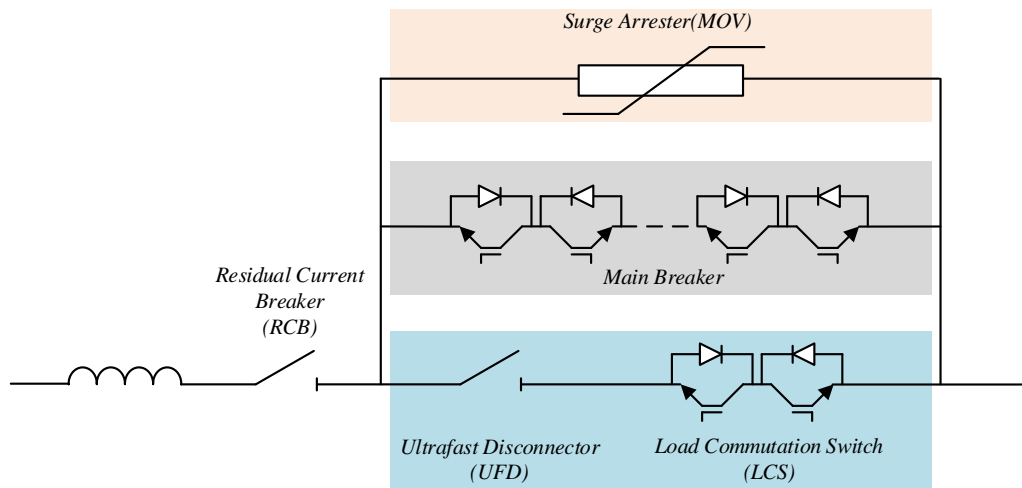 Surge Arrester(MOV)
Main Breaker
Residual Current
Breaker
(RCB)
Ultrafast Disconnector
(UFD)
Load Commutation Switch
(LCS)